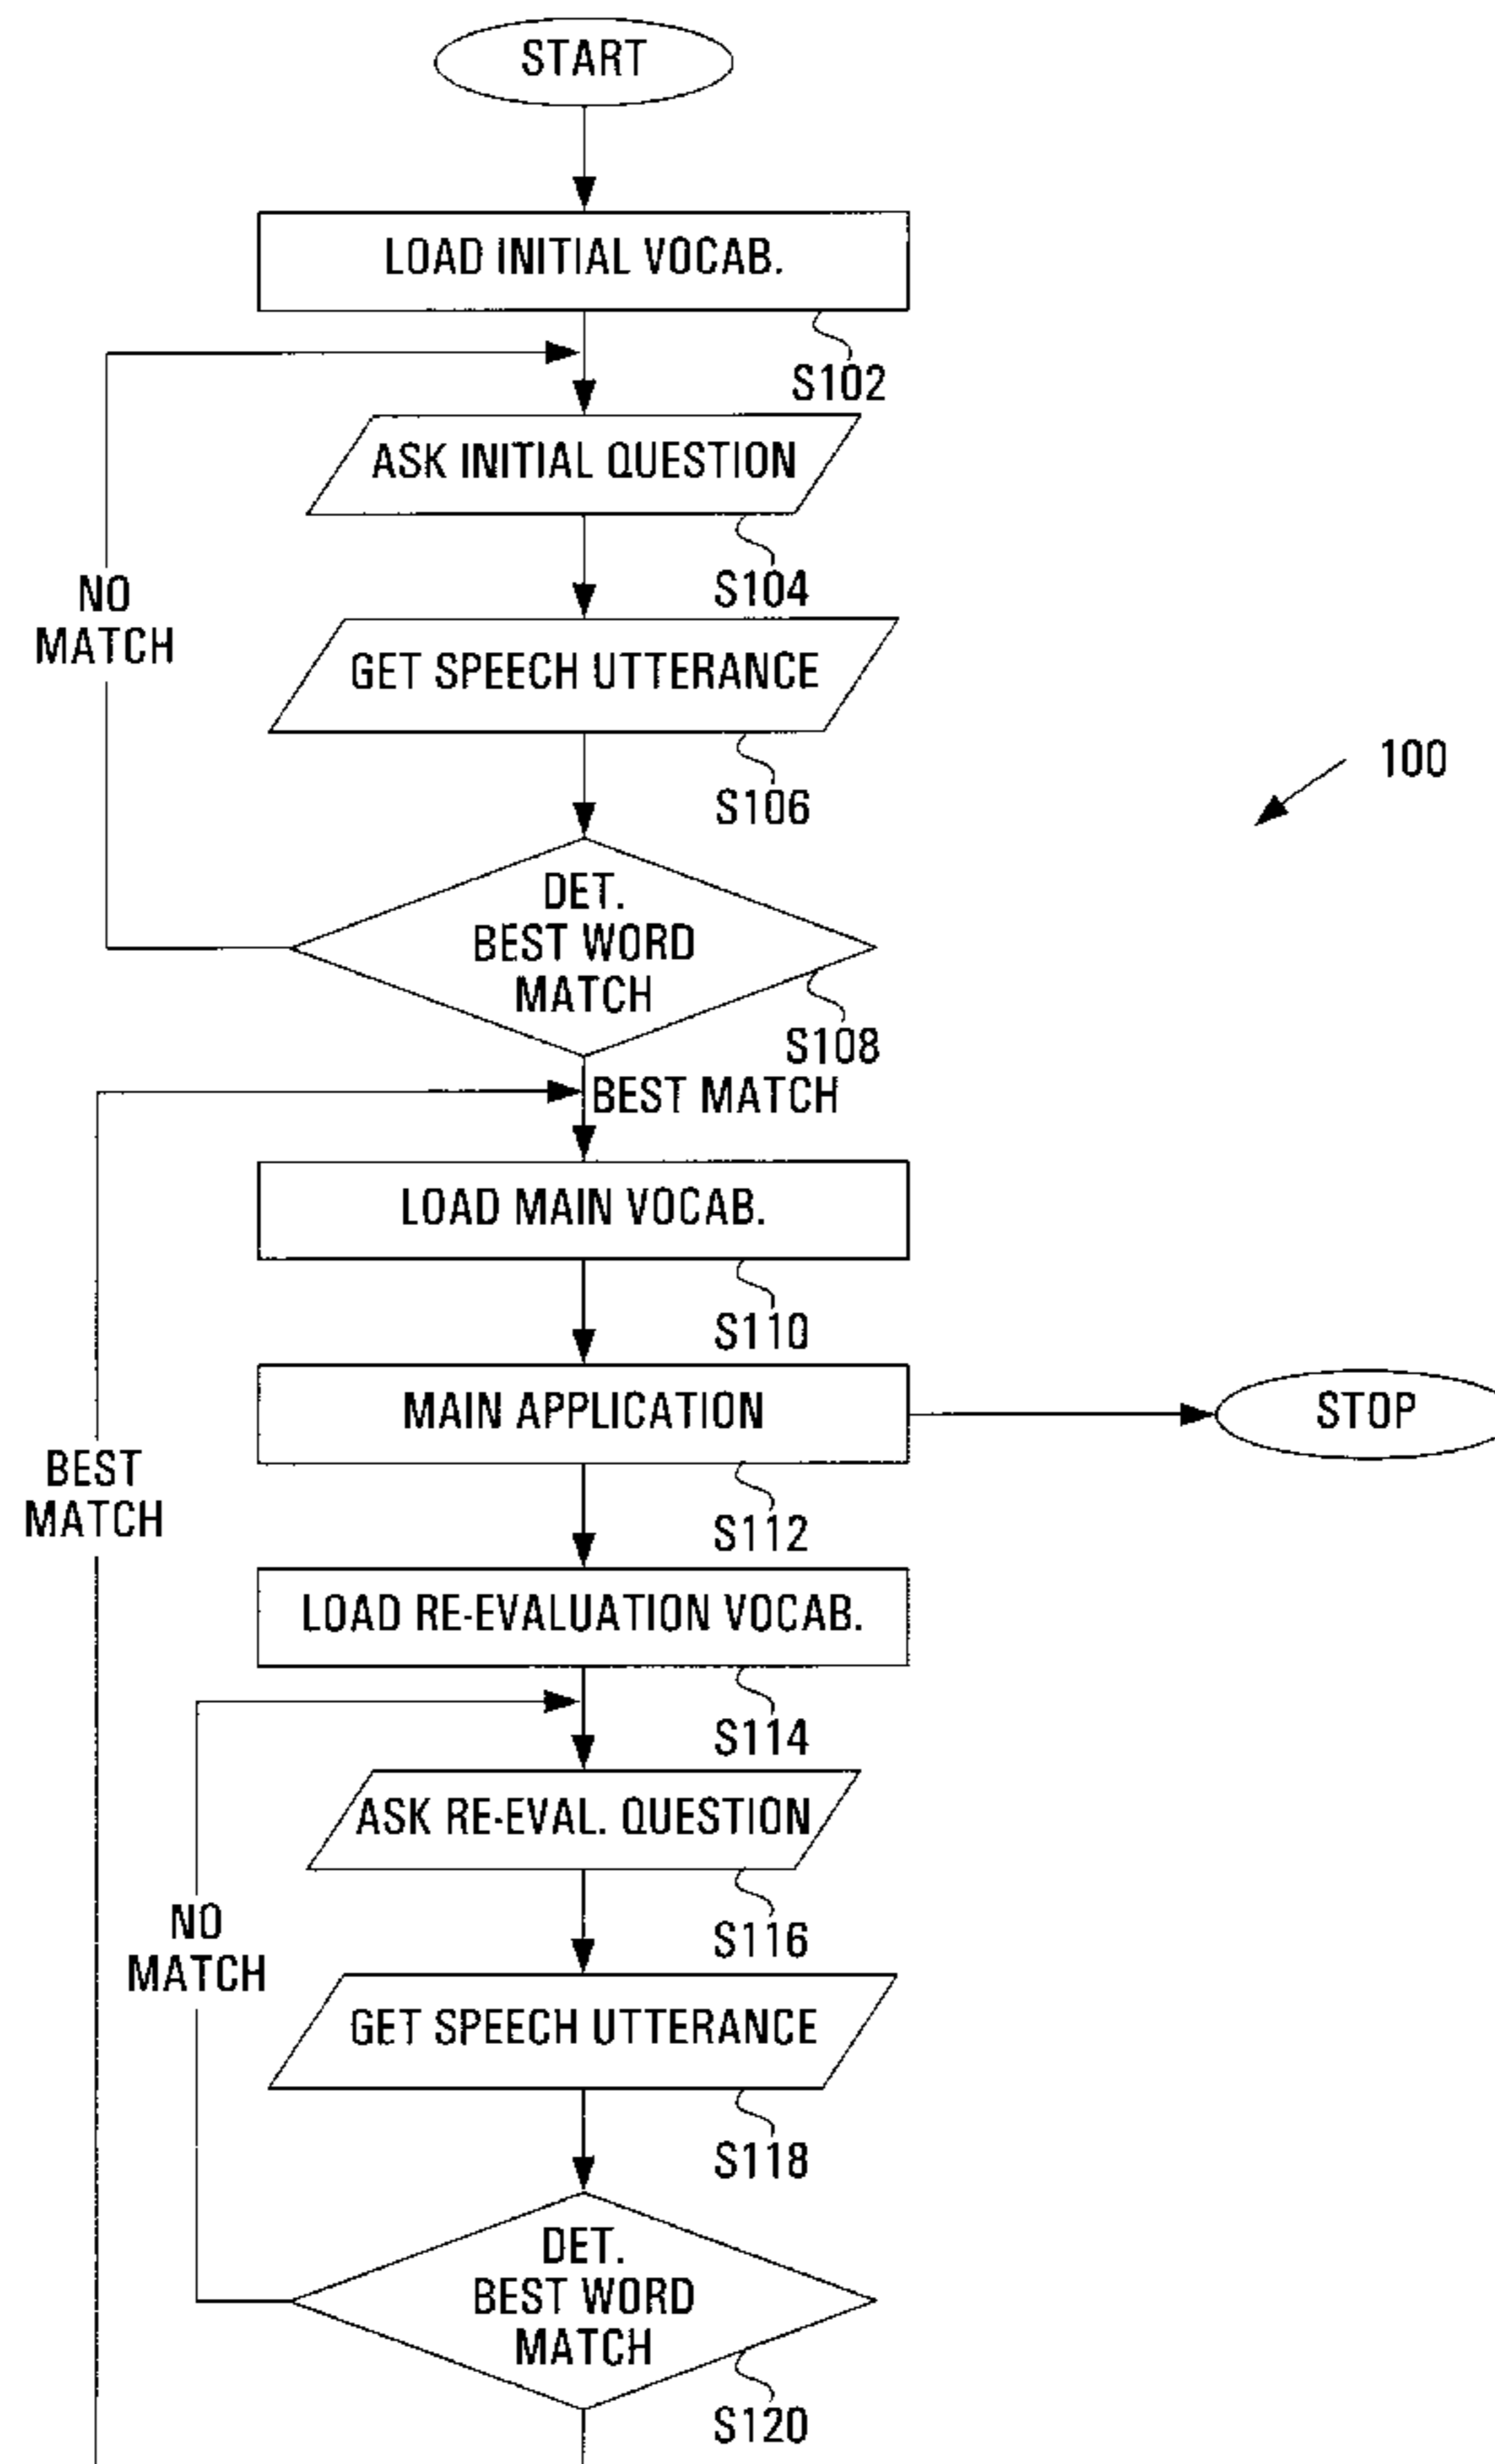 START
LOAD INITIAL VOCAB.
S102
ASK INITIAL QUESTION
S104
NO
MATCH
GET SPEECH UTTERANCE
S106
100
DET.
BEST WORD
MATCH
S108
BEST MATCH
LOAD MAIN VOCAB.
S110
MAIN APPLICATION
STOP
BEST
MATCH
S112
LOAD RE-EVALUATION VOCAB.
S114
ASK RE-EVAL. QUESTION
S116
NO
MATCH
GET SPEECH UTTERANCE
S118
DET.
BEST WORD
MATCH
S120